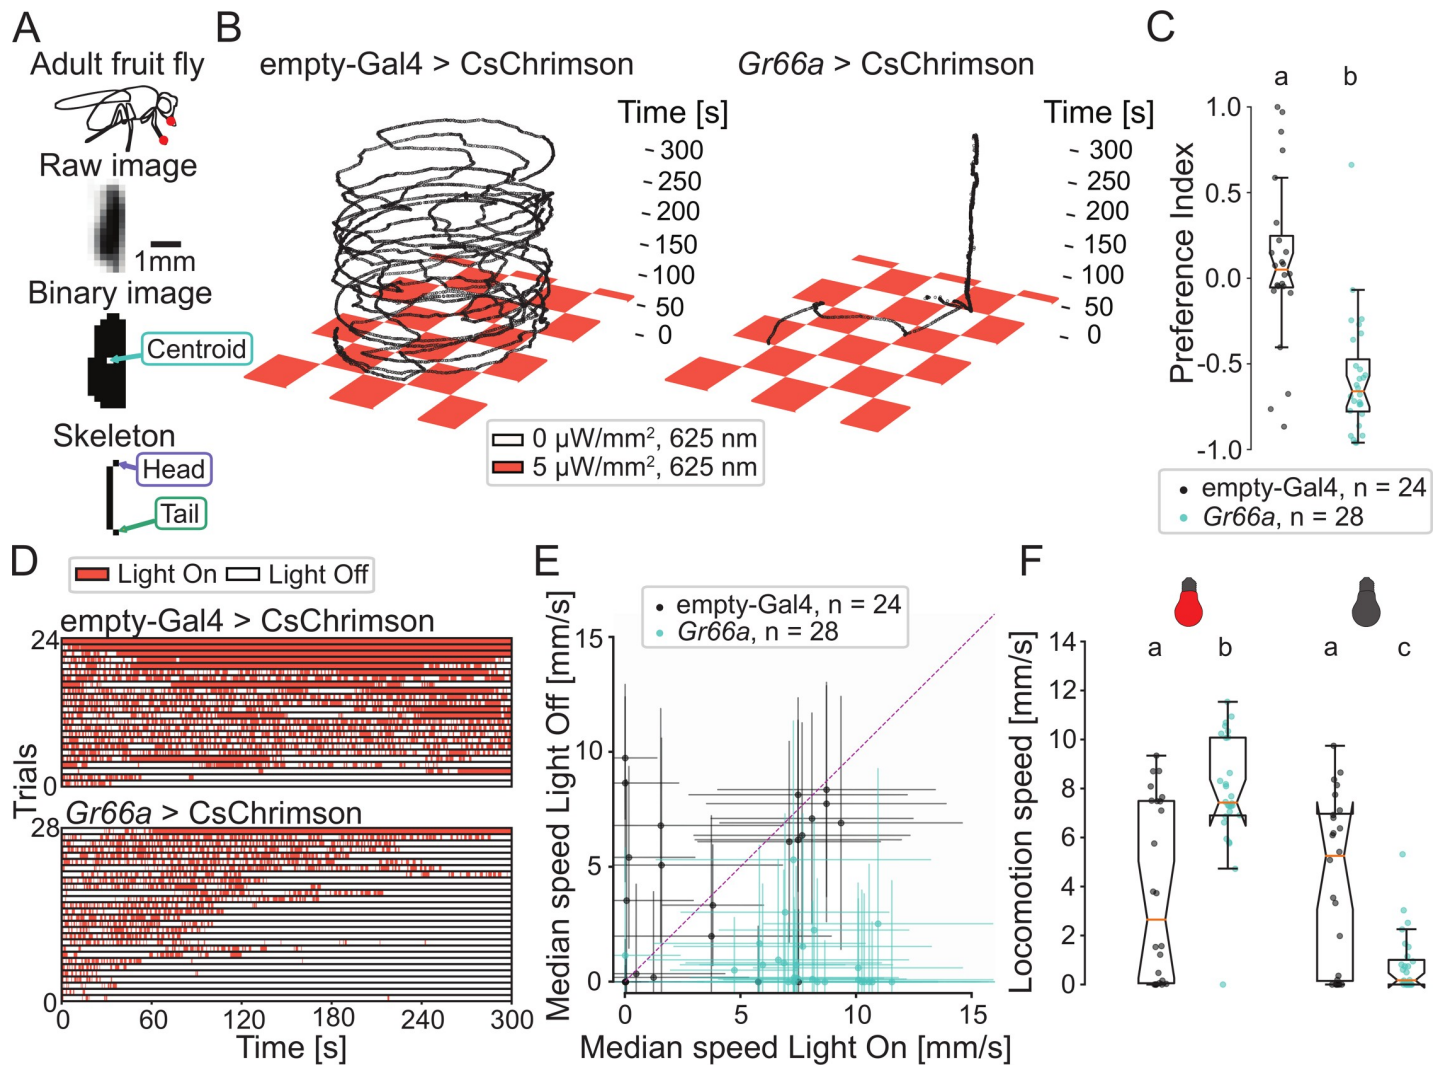 A
Adult fruit fly
Raw image
1mm
Binary image
Centroid
Skeleton
Head
Tail
B
empty-Gal4 > CsChrimson
Time [s]
300
250
200
150
100
50
0
Gr66a > CsChrimson
Time [s]
300
250
200
150
100
50
0
0 µW/mm², 625 nm
5 µW/mm², 625 nm
C
a b
Preference Index
1.0
0.5
0.0
-0.5
-1.0
empty-Gal4, n = 24
Gr66a, n = 28
D
Light On Light Off
empty-Gal4 > CsChrimson
24
0
Trials
Gr66a > CsChrimson
28
0
0 60 120 180 240 300
Time [s]
E
empty-Gal4, n = 24
Gr66a, n = 28
Median speed Light Off [mm/s]
15
10
5
0
0 5 10 15
Median speed Light On [mm/s]
F
a b a c
Locomotion speed [mm/s]
14
12
10
8
6
4
2
0